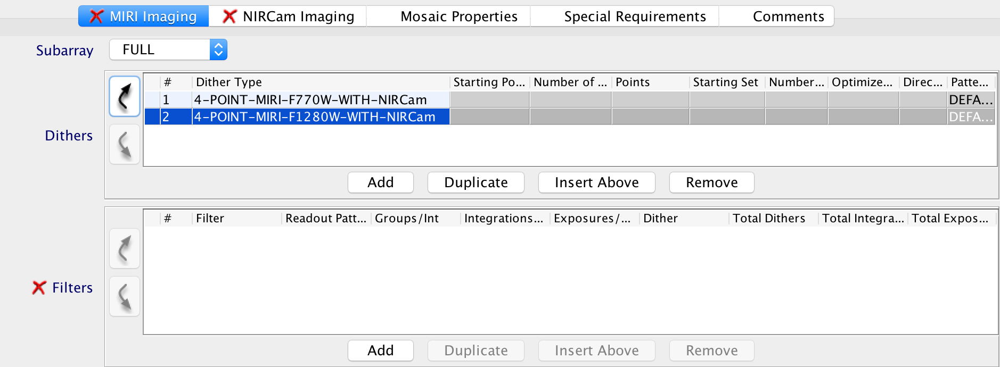 MIRI Imaging NIRCam Imaging Mosaic Properties Special Requirements Comments
Subarray FULL
# Dither Type Starting Po... Number of ... Points Starting Set Number... Optimize... Direc... Patte...
1 4-POINT-MIRI-F770W-WITH-NIRCam DEFA...
2 4-POINT-MIRI-F1280W-WITH-NIRCam DEFA...
Dithers
Add Duplicate Insert Above Remove
# Filter Readout Patt... Groups/Int Integrations... Exposures/... Dither Total Dithers Total Integra... Total Expos...
Filters
Add Duplicate Insert Above Remove